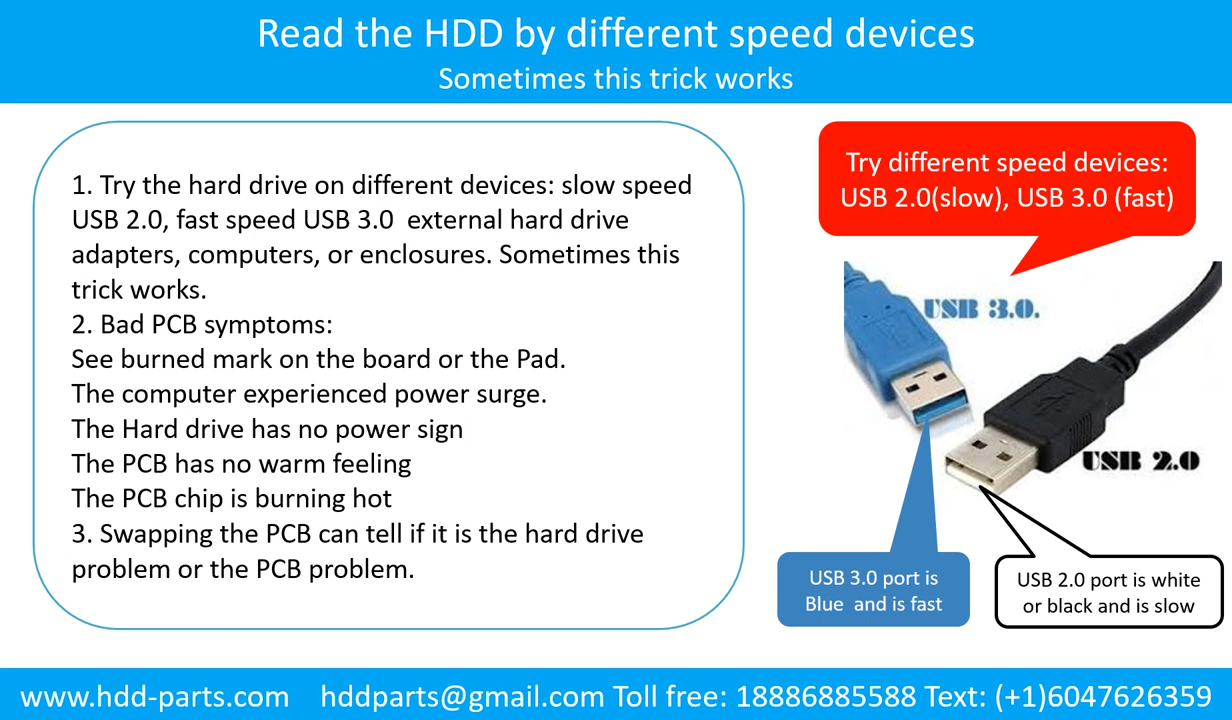 Read the HDD by different speed devices
Sometimes this trick works
1. Try the hard drive on different devices: slow speed
USB 2.0, fast speed USB 3.0 external hard drive
adapters, computers, or enclosures. Sometimes this
trick works.
2. Bad PCB symptoms:
See burned mark on the board or the Pad.
The computer experienced power surge.
The Hard drive has no power sign
The PCB has no warm feeling
The PCB chip is burning hot
3. Swapping the PCB can tell if it is the hard drive
problem or the PCB problem.
Try different speed devices:
USB 2.0(slow), USB 3.0 (fast)
USB 3.0.
USB 2.0
USB 3.0 port is
Blue and is fast
USB 2.0 port is white
or black and is slow
www.hdd-parts.com hddparts@gmail.com Toll free: 18886885588 Text: (+1)6047626359